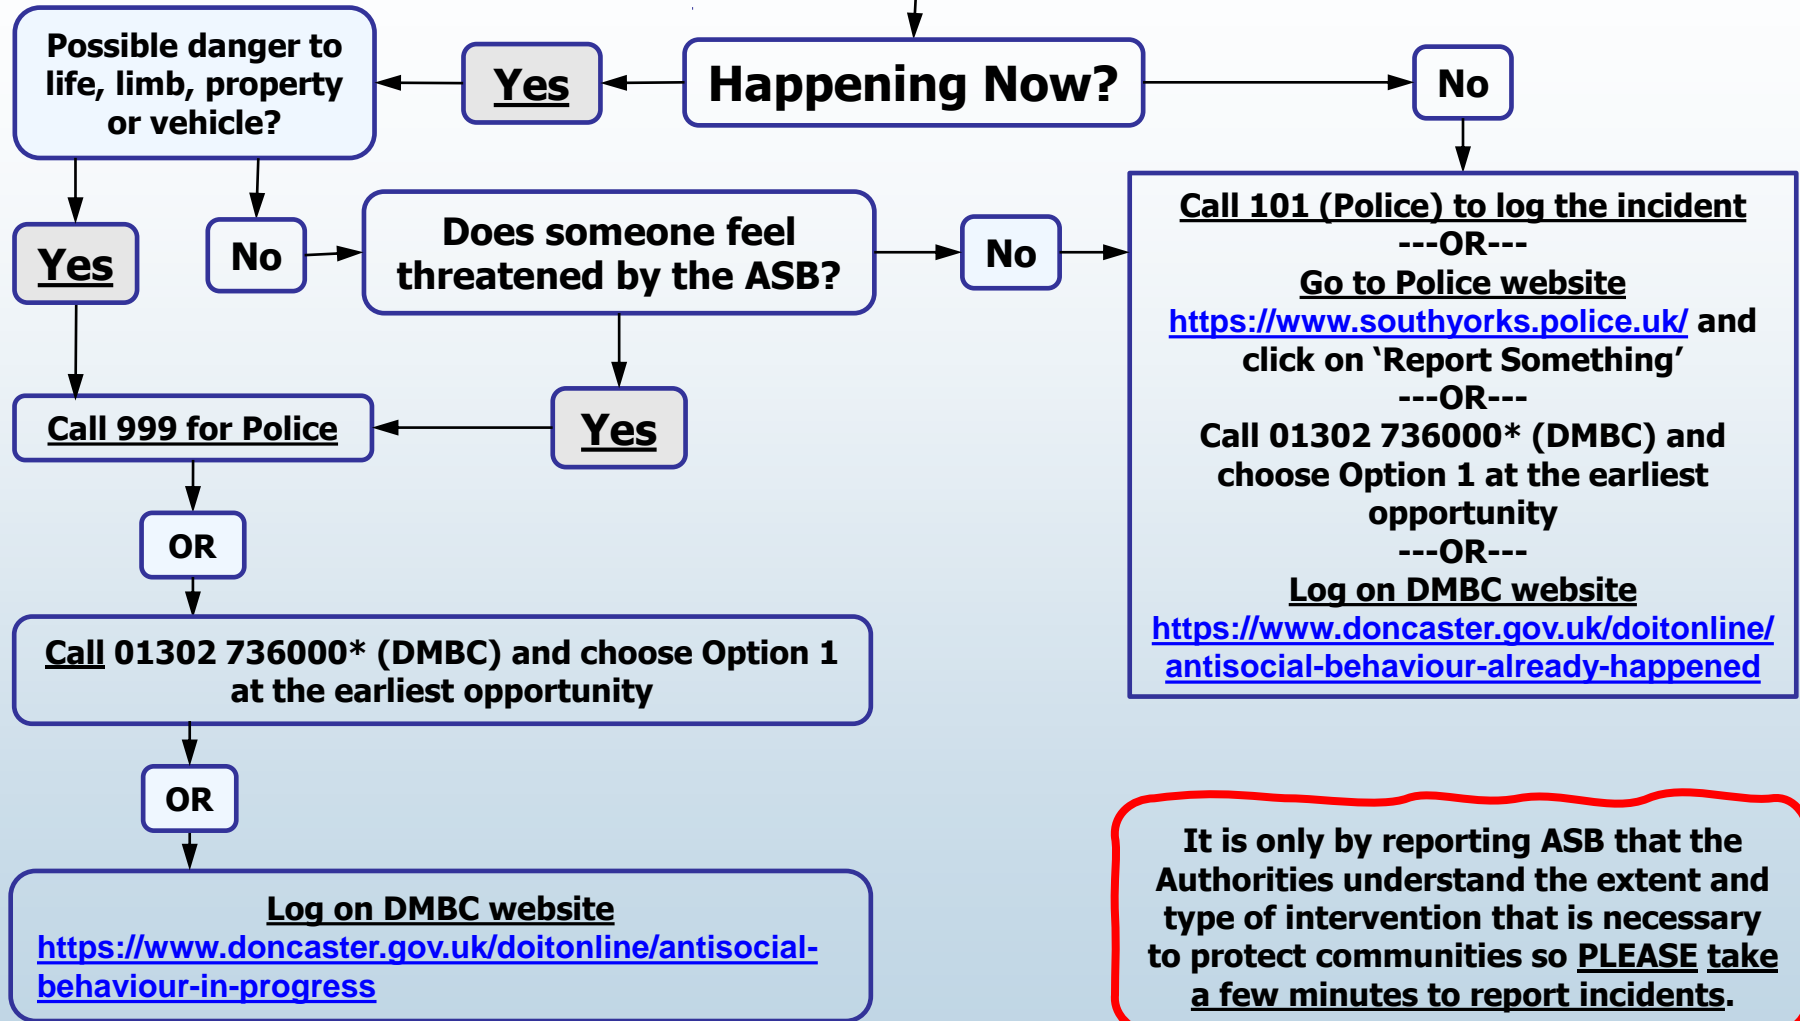 Possible danger to
life, limb, property
or vehicle?
Yes
Happening Now?
No
Yes
No
Does someone feel
threatened by the ASB?
No
Call 999 for Police
Yes
OR
Call 01302 736000* (DMBC) and choose Option 1
at the earliest opportunity
OR
Log on DMBC website
https://www.doncaster.gov.uk/doitonline/antisocial-
behaviour-in-progress
Call 101 (Police) to log the incident
---OR---
Go to Police website
https://www.southyorks.police.uk/ and
click on ‘Report Something’
---OR---
Call 01302 736000* (DMBC) and
choose Option 1 at the earliest
opportunity
---OR---
Log on DMBC website
https://www.doncaster.gov.uk/doitonline/
antisocial-behaviour-already-happened
It is only by reporting ASB that the
Authorities understand the extent and
type of intervention that is necessary
to protect communities so PLEASE take
a few minutes to report incidents.